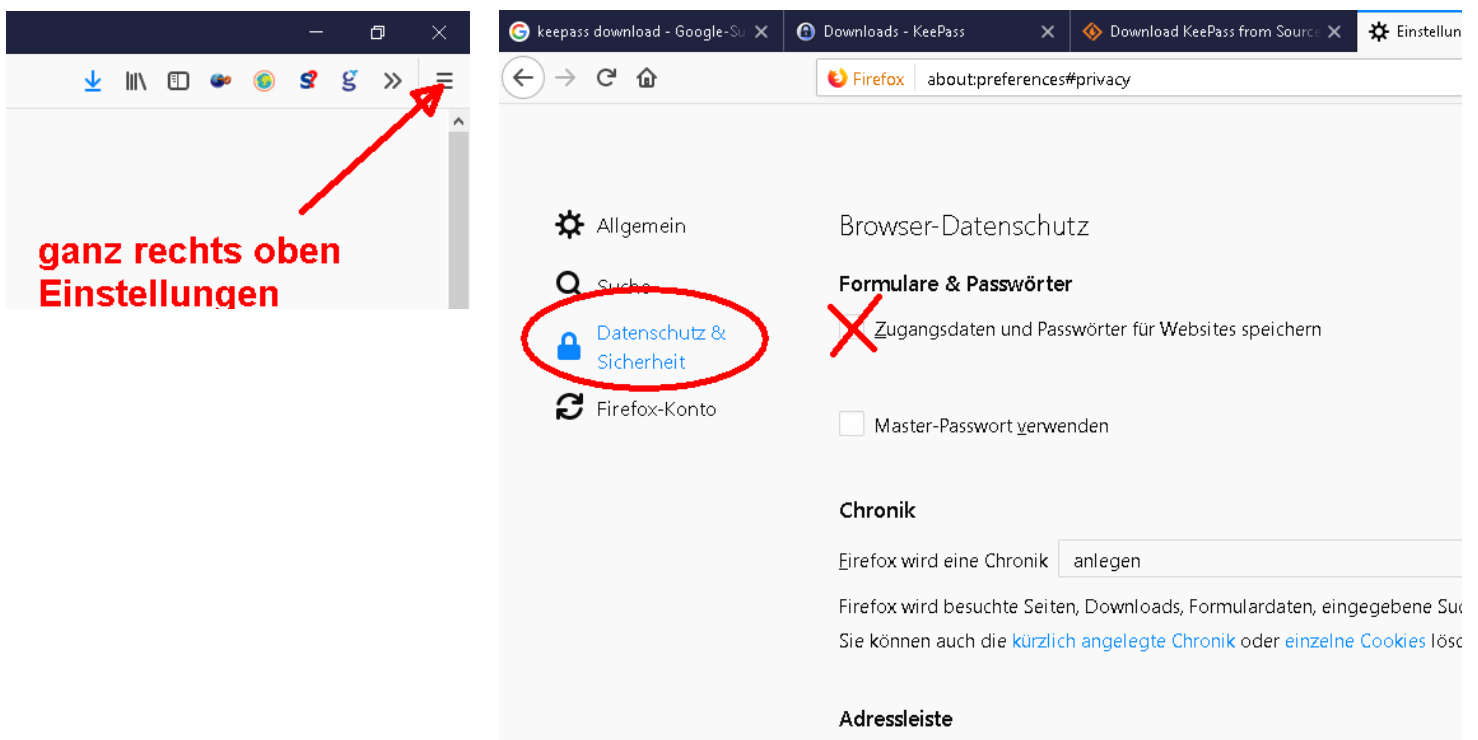 ganz rechts oben
Einstellungen
keepass download - Google-Su
Downloads - KeePass
Download KeePass from Source
Einstellun
Firefox about:preferences#privacy
Allgemein
Suche
Datenschutz &
Sicherheit
Firefox-Konto
Browser-Datenschutz
Formulare & Passwörter
Zugangsdaten und Passwörter für Websites speichern
Master-Passwort verwenden
Chronik
Firefox wird eine Chronik anlegen
Firefox wird besuchte Seiten, Downloads, Formulardaten, eingegebene Su
Sie können auch die kürzlich angelegte Chronik oder einzelne Cookies lös
Adressleiste